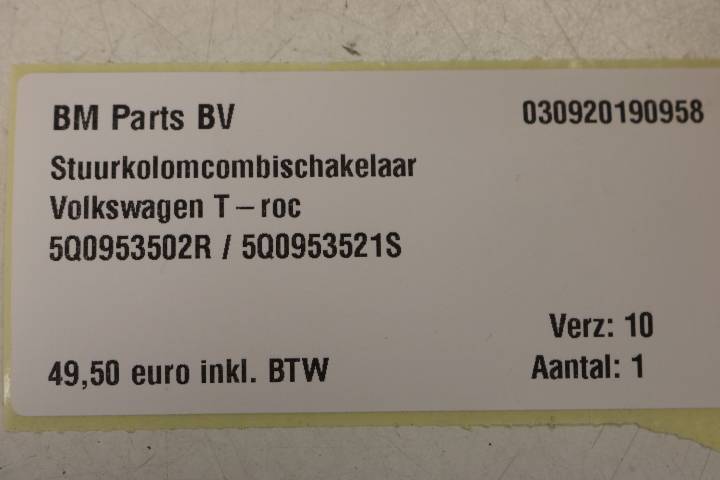 BM Parts BV 030920190958
Stuurkolomcombischakelaar
Volkswagen T-roc
5Q0953502R / 5Q0953521S
Verz: 10
49,50 euro inkl. BTW Aantal: 1